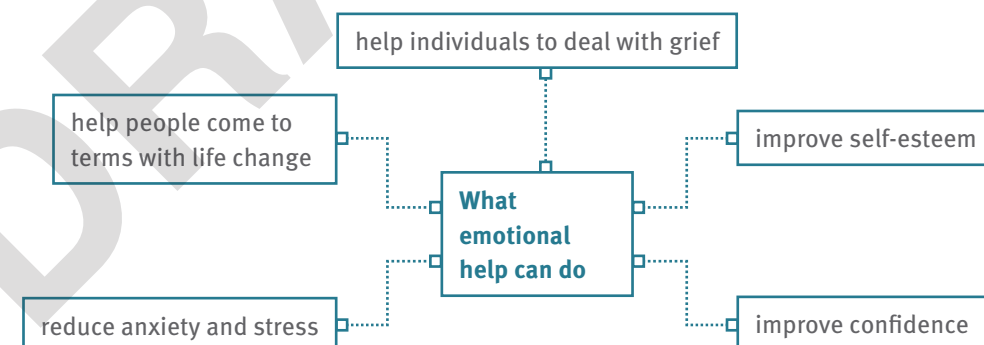 help individuals to deal with grief
help people come to
terms with life change
improve self-esteem
What
emotional
help can do
reduce anxiety and stress
improve confidence